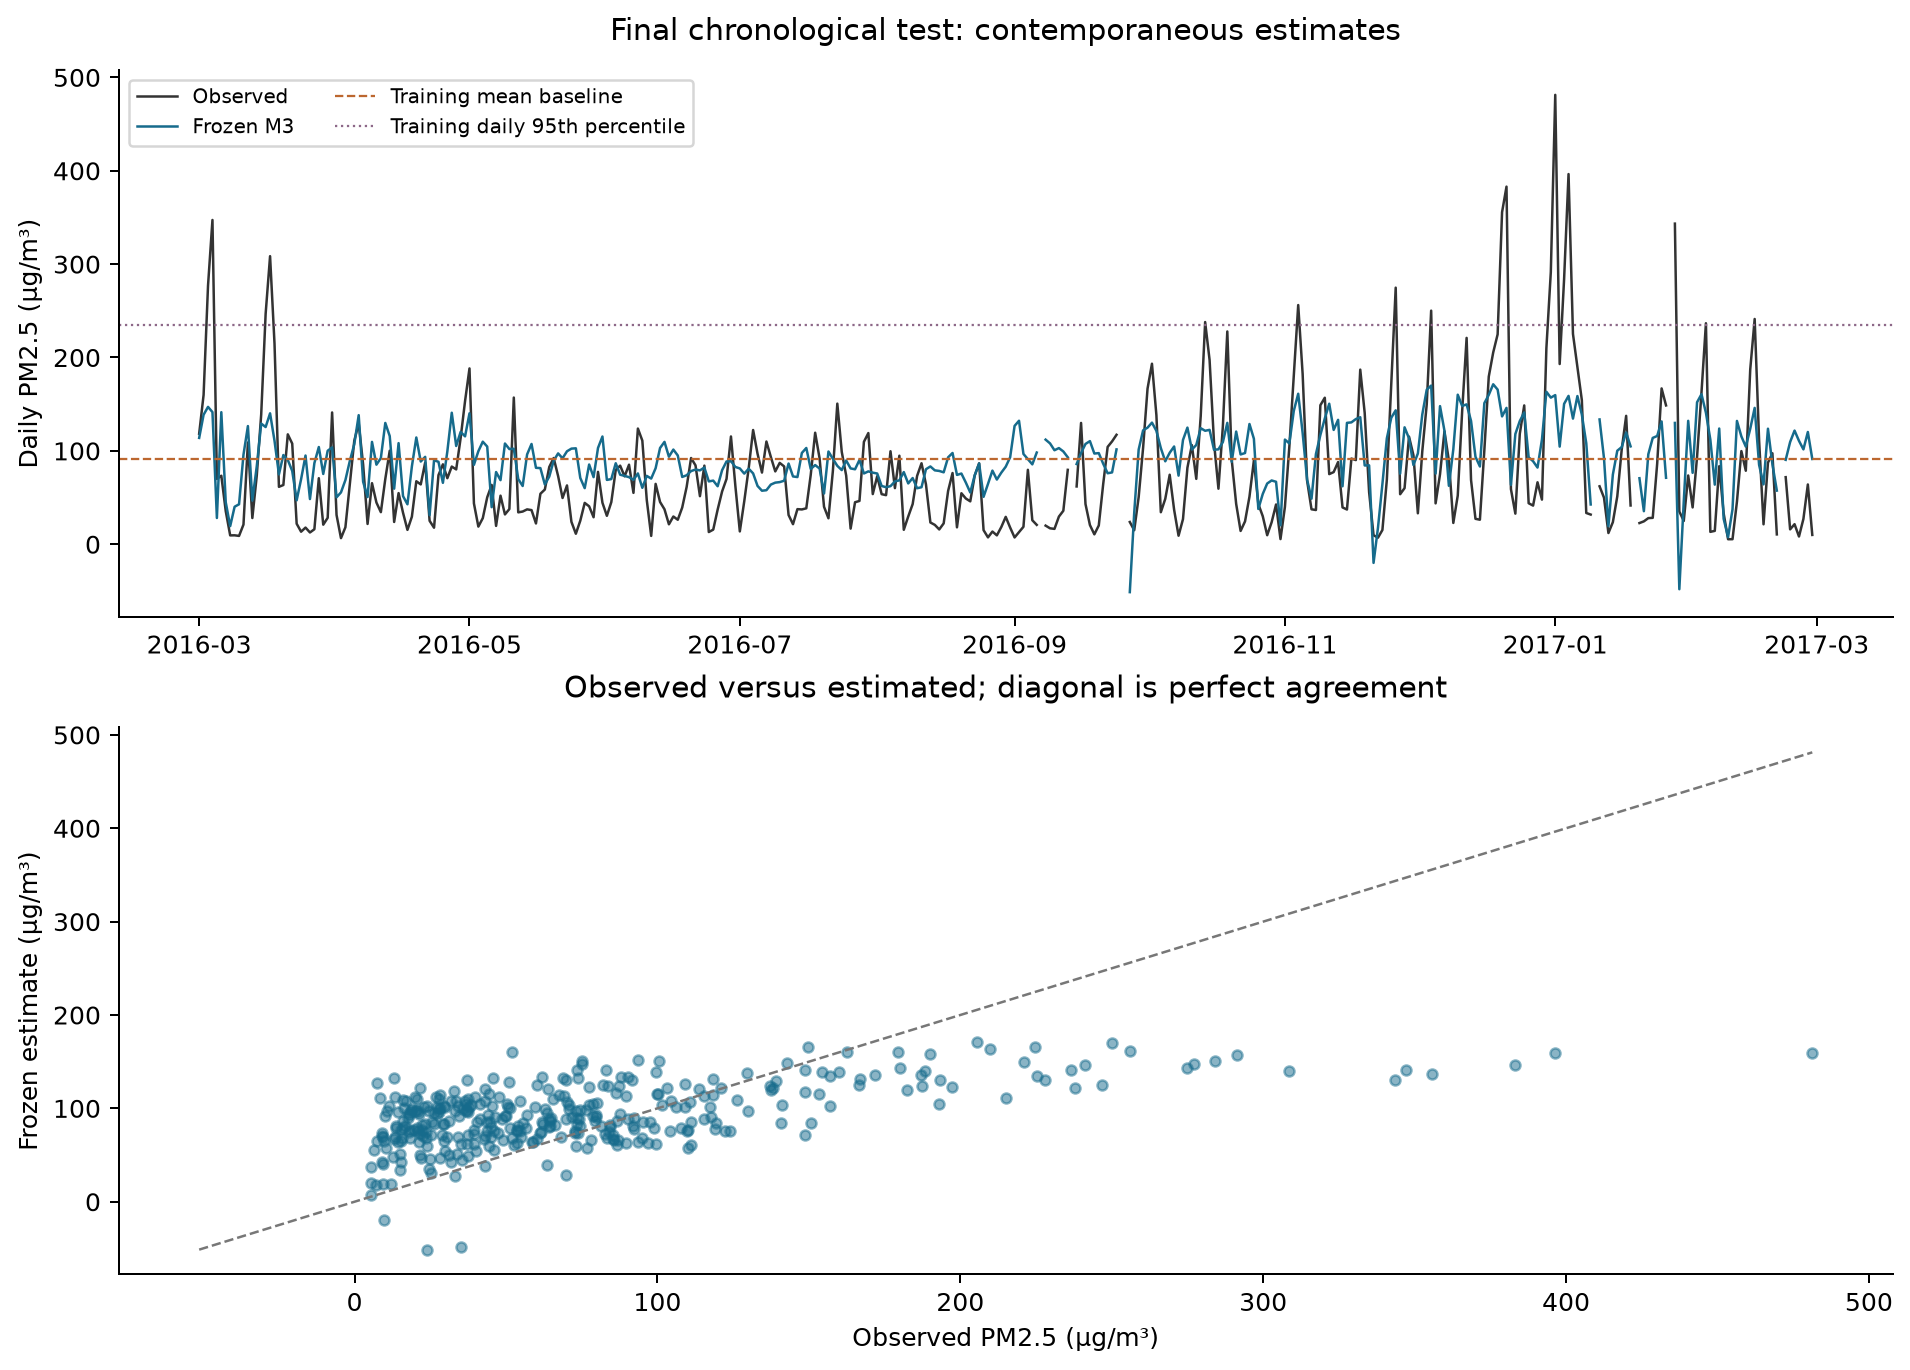 Final chronological test: contemporaneous estimates
Daily PM2.5 (µg/m³)
500
400
300
200
100
0
Observed
Frozen M3
Training mean baseline
Training daily 95th percentile
2016-03
2016-05
2016-07
2016-09
2016-11
2017-01
2017-03
Observed versus estimated; diagonal is perfect agreement
Frozen estimate (µg/m³)
500
400
300
200
100
0
0
100
200
300
400
500
Observed PM2.5 (µg/m³)